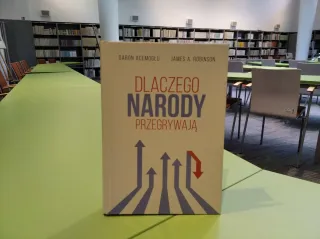 DARON ACEMOGLU JAMES A. ROBINSON
DLACZEGO
NARODY
PRZEGRYWAJĄ